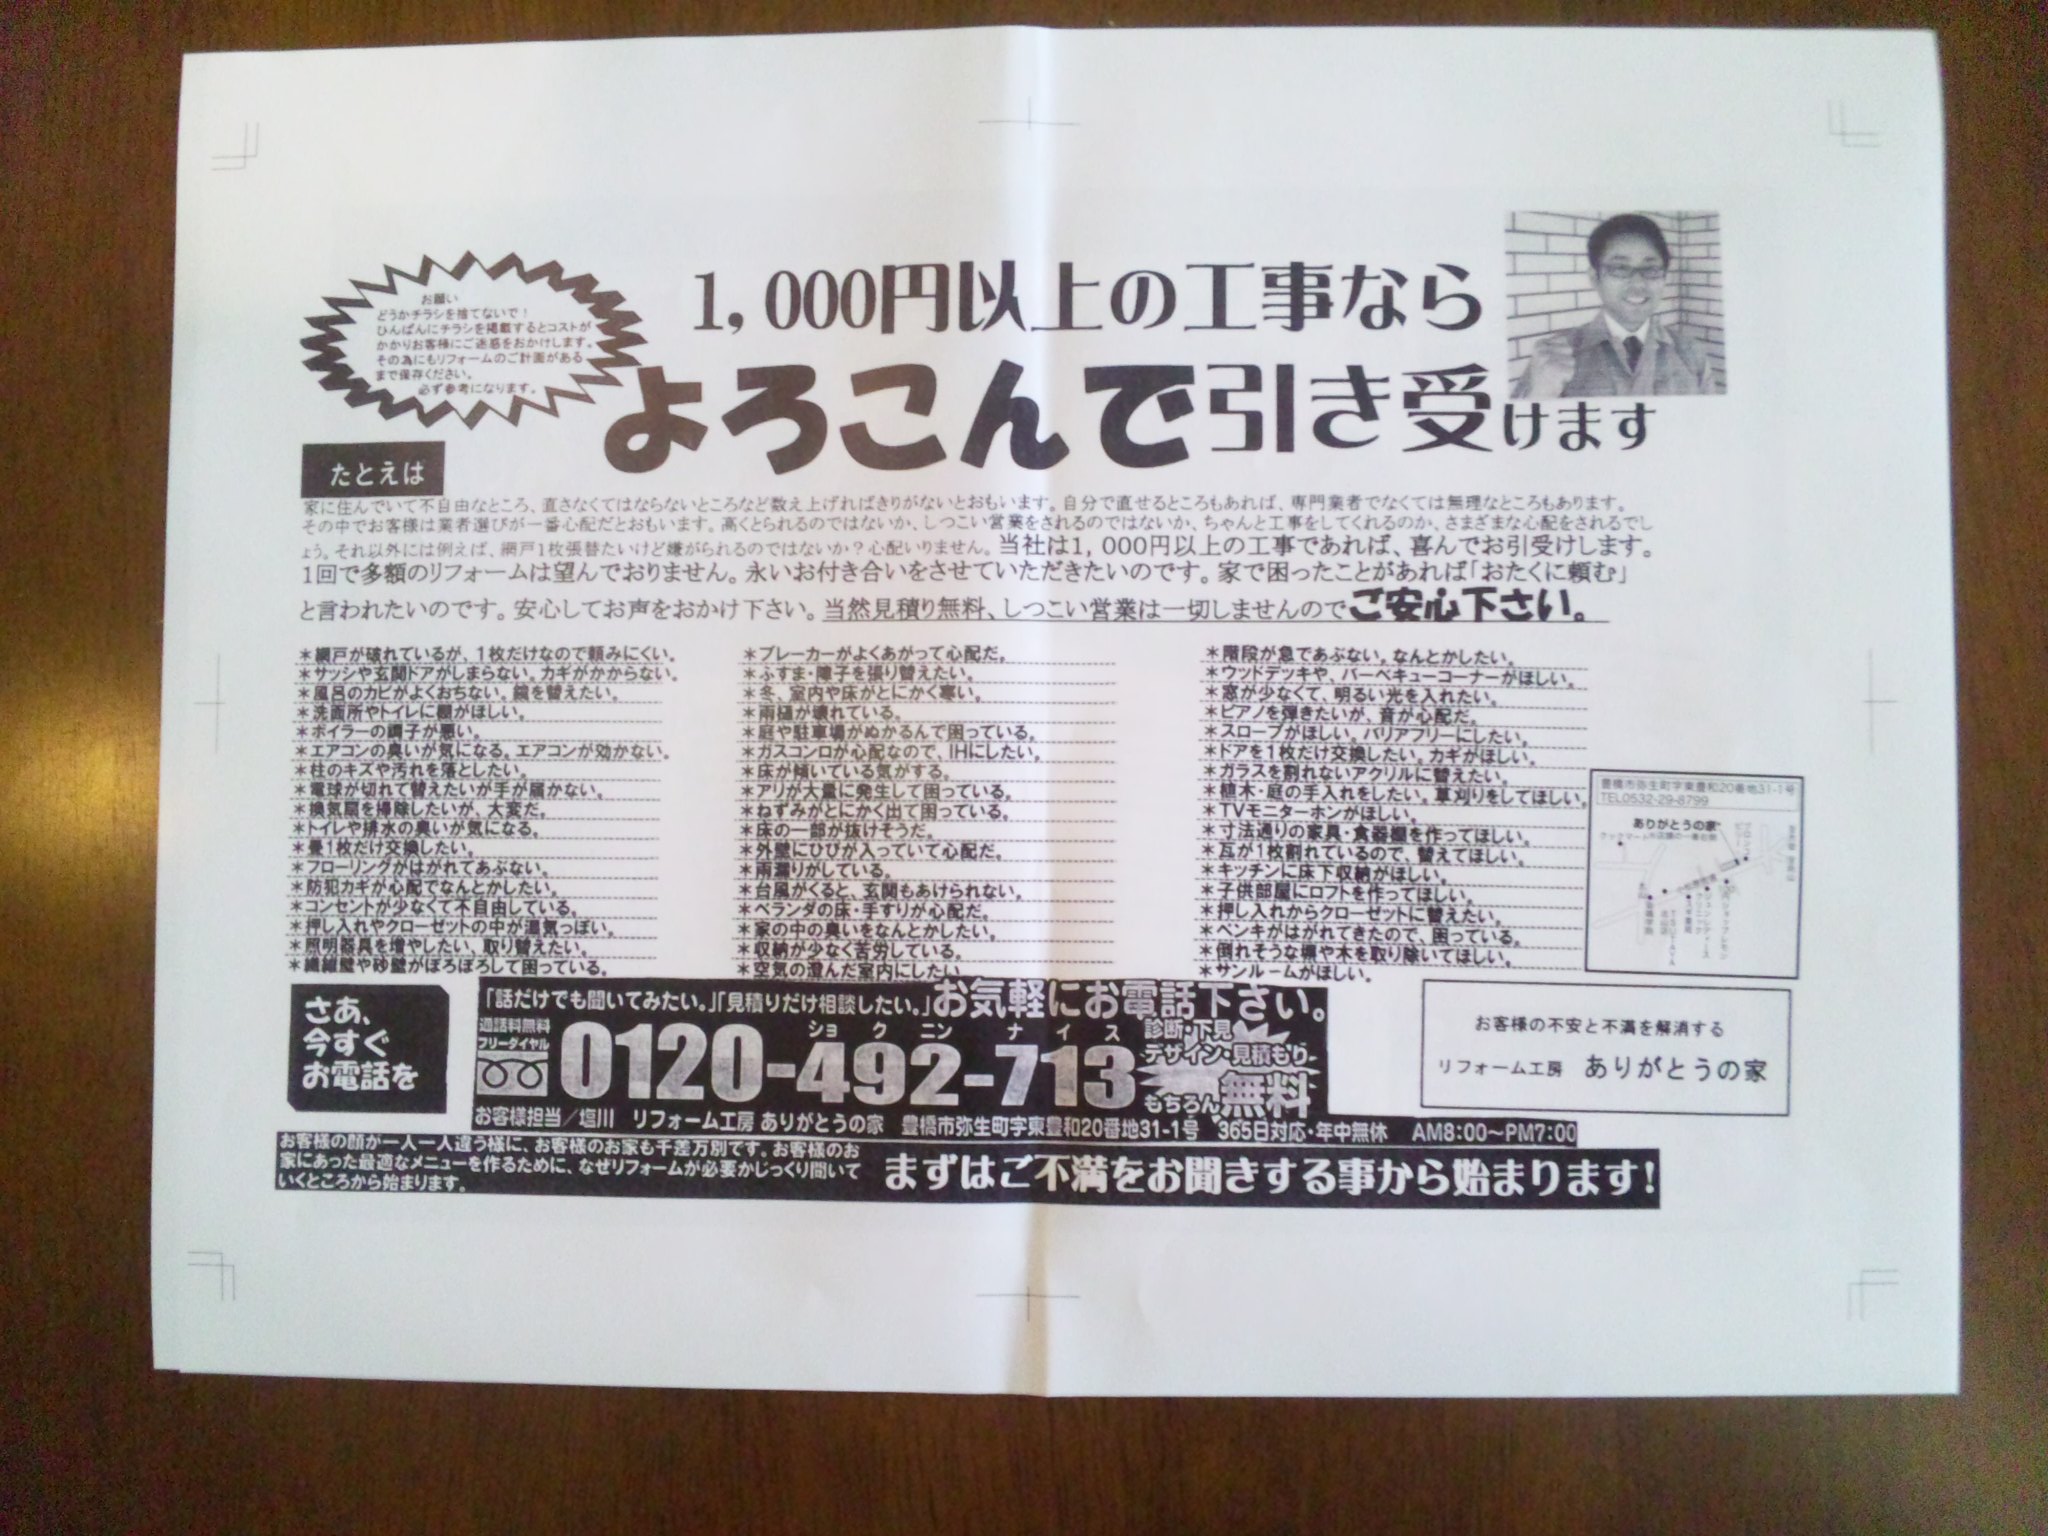 お願い
どうかチラシを捨てないで!
ひんぱんにチラシを掲載するとコストが
かかりお客様にご迷惑をおかけします。
その為にもリフォームのご計画がある
まで保存ください。
必ず参考になります。
1,000円以上の工事なら
よろこんで引き受けます
たとえば
家に住んでいて不自由なところ、直さなくてはならないところなど数え上げればきりがないとおもいます。自分で直せるところもあれば、専門業者でなくては無理なところもあります。
その中でお客様は業者選びが一番心配だとおもいます。高くとられるのではないか、しつこい営業をされるのではないか、ちゃんと工事をしてくれるのか、さまざまな心配をされるでし
ょう。それ以外には例えば、網戸1枚張替たいけど嫌がられるのではないか?心配いりません。当社は1,000円以上の工事であれば、喜んでお引受けします。
1回で多額のリフォームは望んでおりません。永いお付き合いをさせていただきたいのです。家で困ったことがあれば「おたくに頼む」
と言われたいのです。安心してお声をおかけ下さい。当然見積り無料、しつこい営業は一切しませんのでご安心下さい。
*網戸が破れているが、1枚だけなので頼みにくい。
*サッシや玄関ドアがしまらない。カギがかからない。
*風呂のカビがよくおちない。鏡を替えたい。
*洗面所やトイレに棚がほしい。
*ボイラーの調子が悪い。
*エアコンの臭いが気になる。エアコンが効かない。
*柱のキズや汚れを落としたい。
*電球が切れて替えたいが手が届かない。
*換気扇を掃除したいが、大変だ。
*トイレや排水の臭いが気になる。
*畳1枚だけ交換したい。
*フローリングがはがれてあぶない。
*防犯カギが心配でなんとかしたい。
*コンセントが少なくて不自由している。
*押し入れやクローゼットの中が湿気っぽい。
*照明器具を増やしたい、取り替えたい。
*繊維壁や砂壁がぼろぼろして困っている。
*ブレーカーがよくあがって心配だ。
*ふすま・障子を張り替えたい。
*冬、室内や床がとにかく寒い。
*雨樋が壊れている。
*庭や駐車場がぬかるんで困っている。
*ガスコンロが心配なので、IHにしたい。
*床が傾いている気がする。
*アリが大量に発生して困っている。
*ねずみがとにかく出て困っている。
*床の一部が抜けそうだ。
*外壁にひびが入っていて心配だ。
*雨漏りがしている。
*台風がくると、玄関もあけられない。
*ベランダの床・手すりが心配だ。
*家の中の臭いをなんとかしたい。
*収納が少なく苦労している。
*空気の澄んだ室内にしたい
*階段が急であぶない。なんとかしたい。
*ウッドデッキや、バーベキューコーナーがほしい。
*窓が少なくて、明るい光を入れたい。
*ピアノを弾きたいが、音が心配だ。
*スロープがほしい。バリアフリーにしたい。
*ドアを1枚だけ交換したい。カギがほしい。
*ガラスを割れないアクリルに替えたい。
*植木・庭の手入れをしたい。草刈りをしてほしい。
*TVモニターホンがほしい。
*寸法通りの家具・食器棚を作ってほしい。
*瓦が1枚割れているので、替えてほしい。
*キッチンに床下収納がほしい。
*子供部屋にロフトを作ってほしい。
*押し入れからクローゼットに替えたい。
*ペンキがはがれてきたので、困っている。
*倒れそうな塀や木を取り除いてほしい。
*サンルームがほしい。
豊橋市弥生町字東豊和20番地31-1号
TEL0532-29-8799
ありがとうの家
さあ、
今すぐ
お電話を
「話だけでも聞いてみたい。」「見積りだけ相談したい。」お気軽にお電話下さい。
通話料無料
フリーダイヤル
ショ ク ニン ナ イ ス
0120-492-713
診断・下見
デザイン・見積もり
もちろん無料
お客様担当/塩川 リフォーム工房 ありがとうの家 豊橋市弥生町字東豊和20番地31-1号 365日対応・年中無休 AM8:00〜PM7:00
お客様の不安と不満を解消する
リフォーム工房 ありがとうの家
お客様の顔が一人一人違う様に、お客様のお家も千差万別です。お客様のお
家にあった最適なメニューを作るために、なぜリフォームが必要かじっくり聞いて
いくところから始まります。
まずはご不満をお聞きする事から始まります!